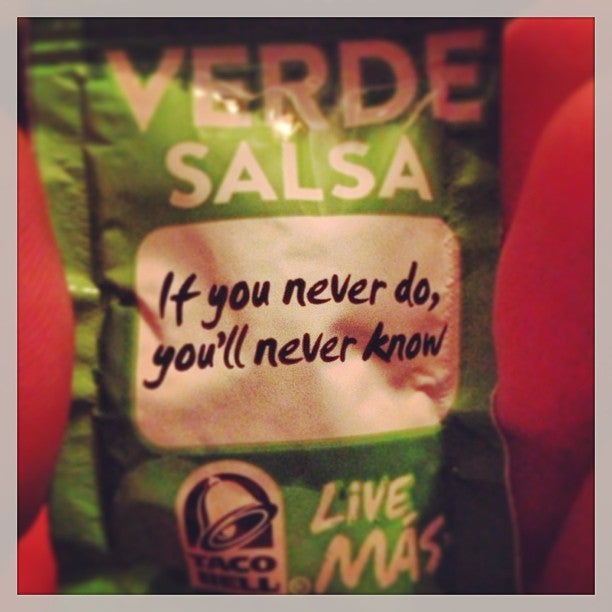 VERDE
SALSA
If you never do,
you'll never know
LIVE
MÁS
TACO
BELL